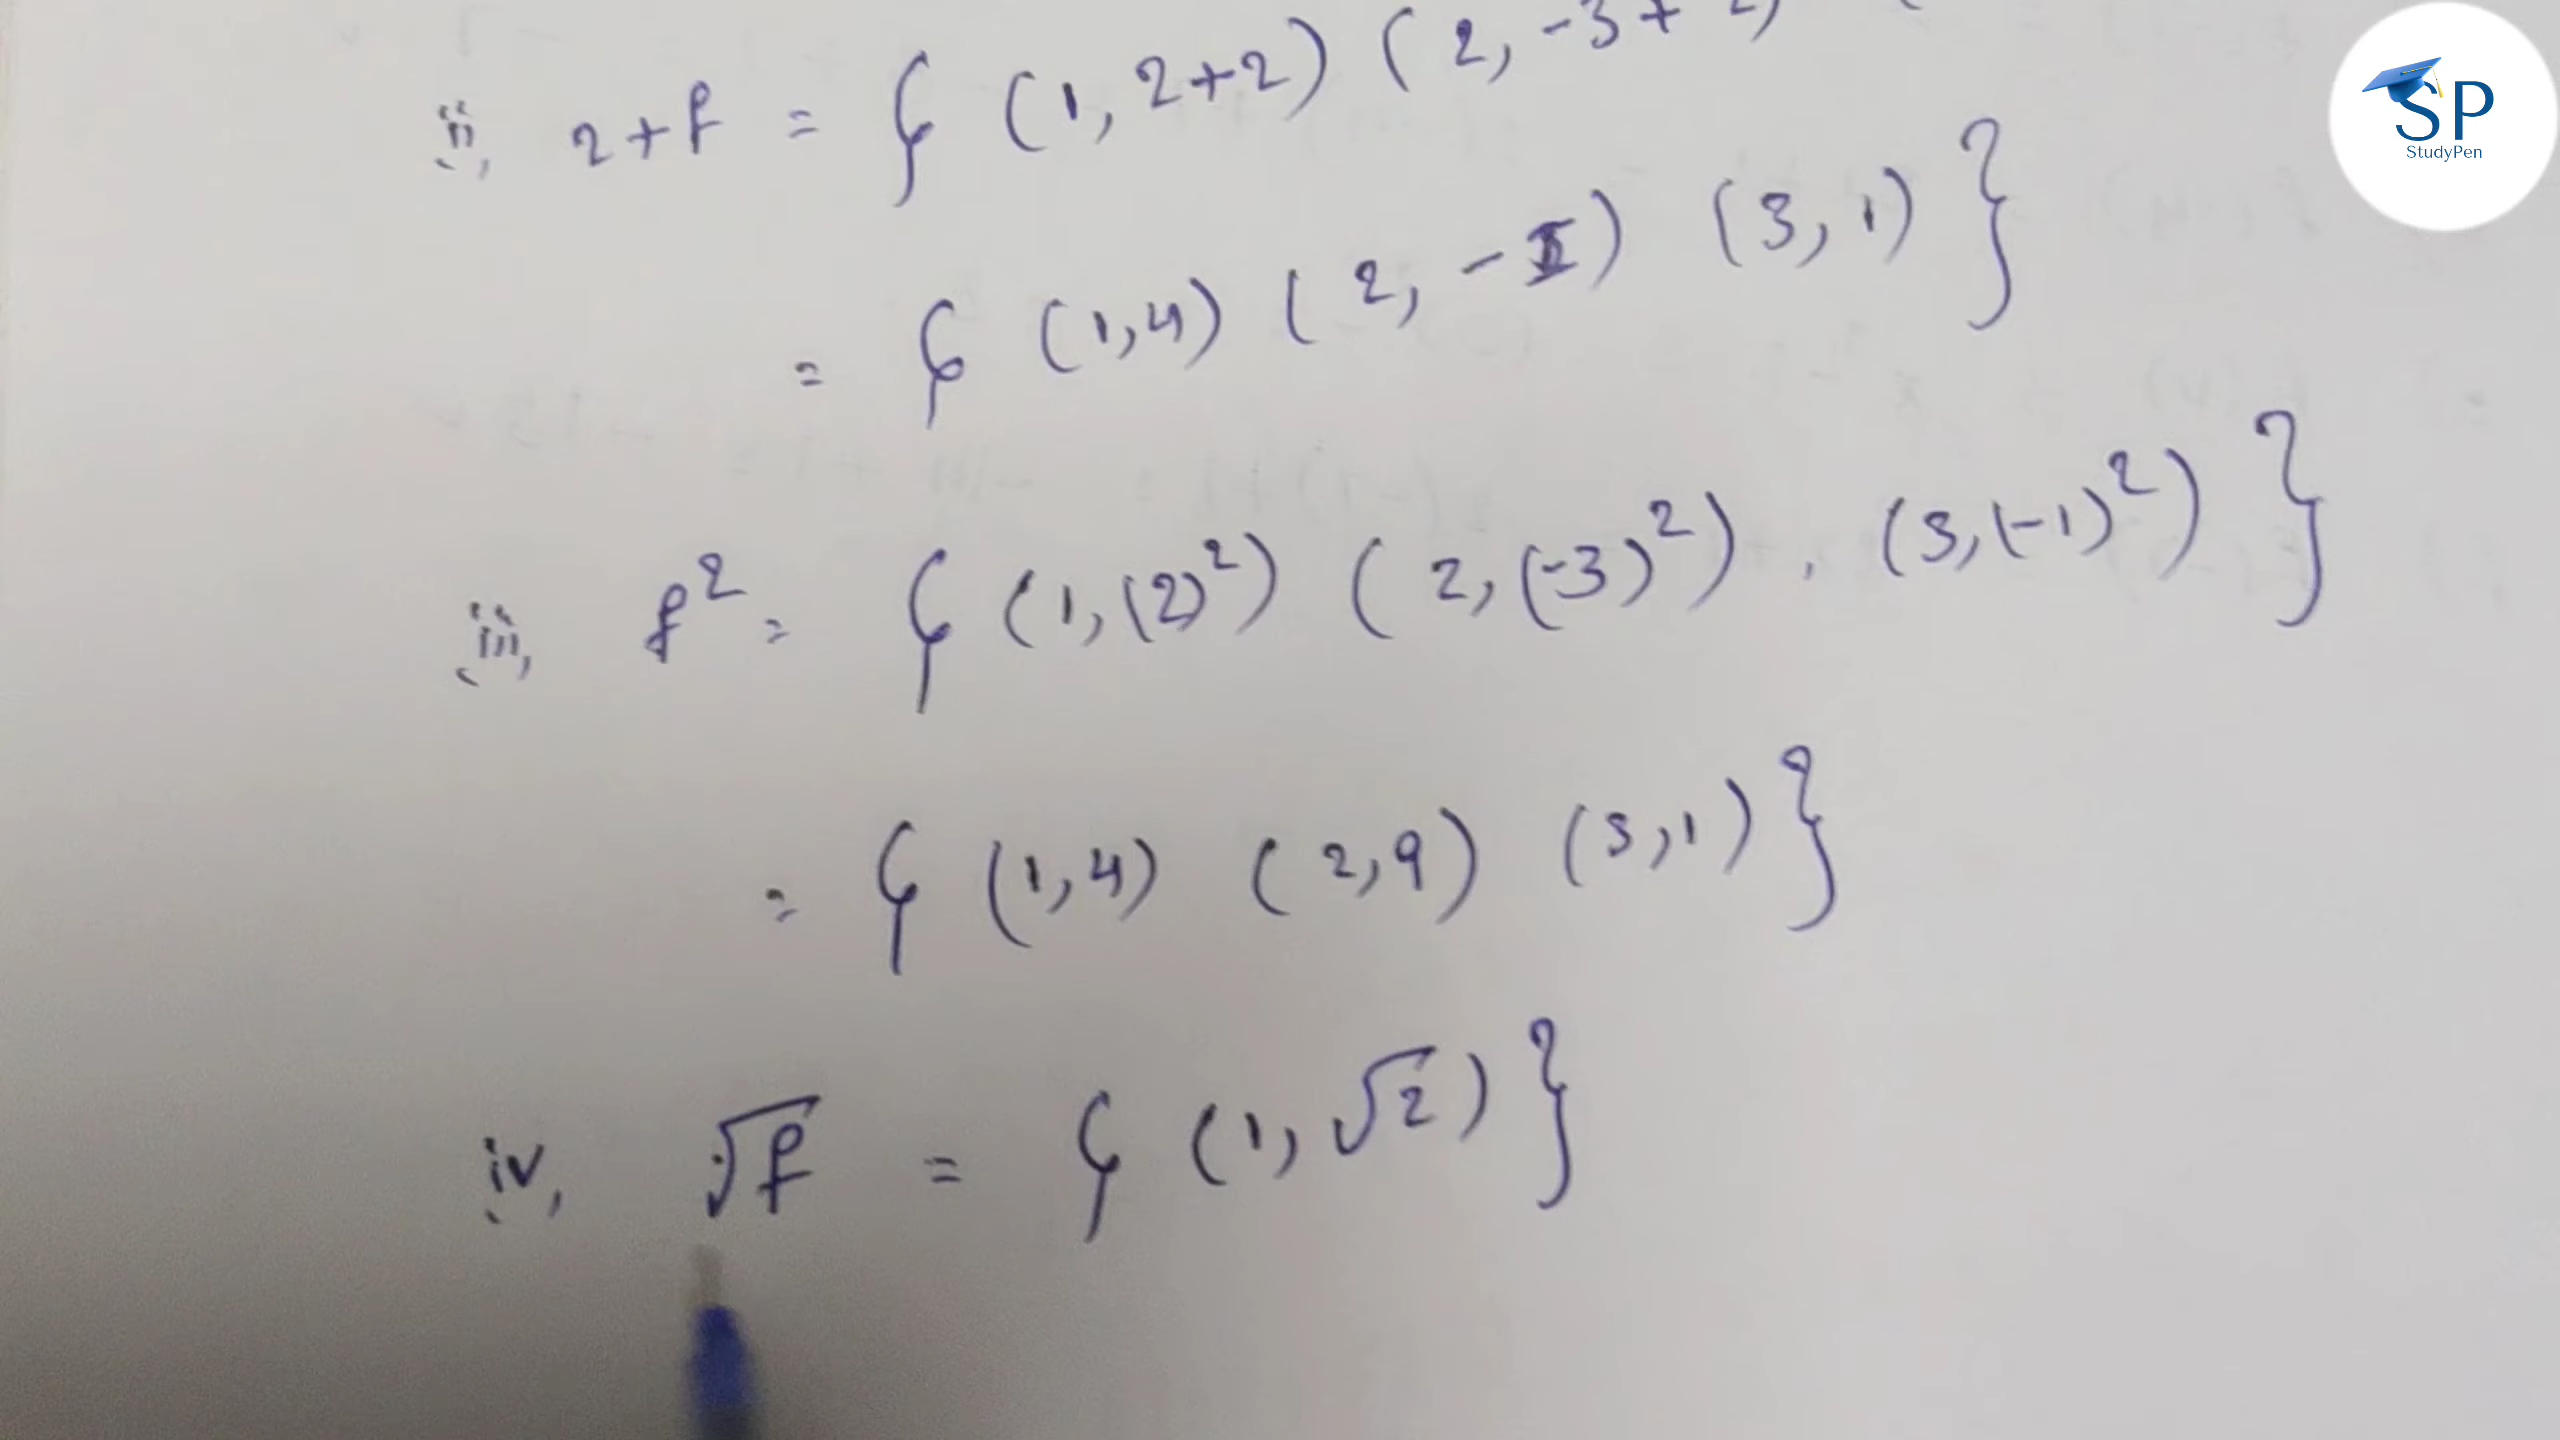 ii, 2+f = { (1, 2+2) (2, -3+2)
= { (1,4) (2, -1) (3,1) }
iii, f² = { (1,(2)²) (2,(-3)²), (3,(-1)²) }
= { (1,4) (2,9) (3,1) }
iv, √f = { (1, √2) }
SP
StudyPen